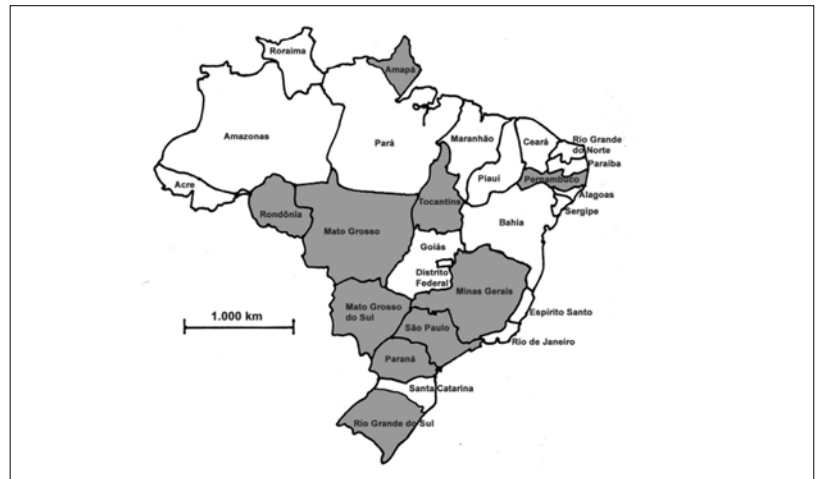 Roraima
Amapá
Amazonas
Pará
Maranhão
Ceará
Rio Grande
do Norte
Paraiba
Piauí
Pernambuco
Alagoas
Sergipe
Acre
Rondônia
Tocantins
Mato Grosso
Bahia
Goiás
Distrito
Federal
Minas Gerais
Mato Grosso
do Sul
Espirito Santo
1.000 km
São Paulo
Rio de Janeiro
Paraná
Santa Catarina
Rio Grande do Sul